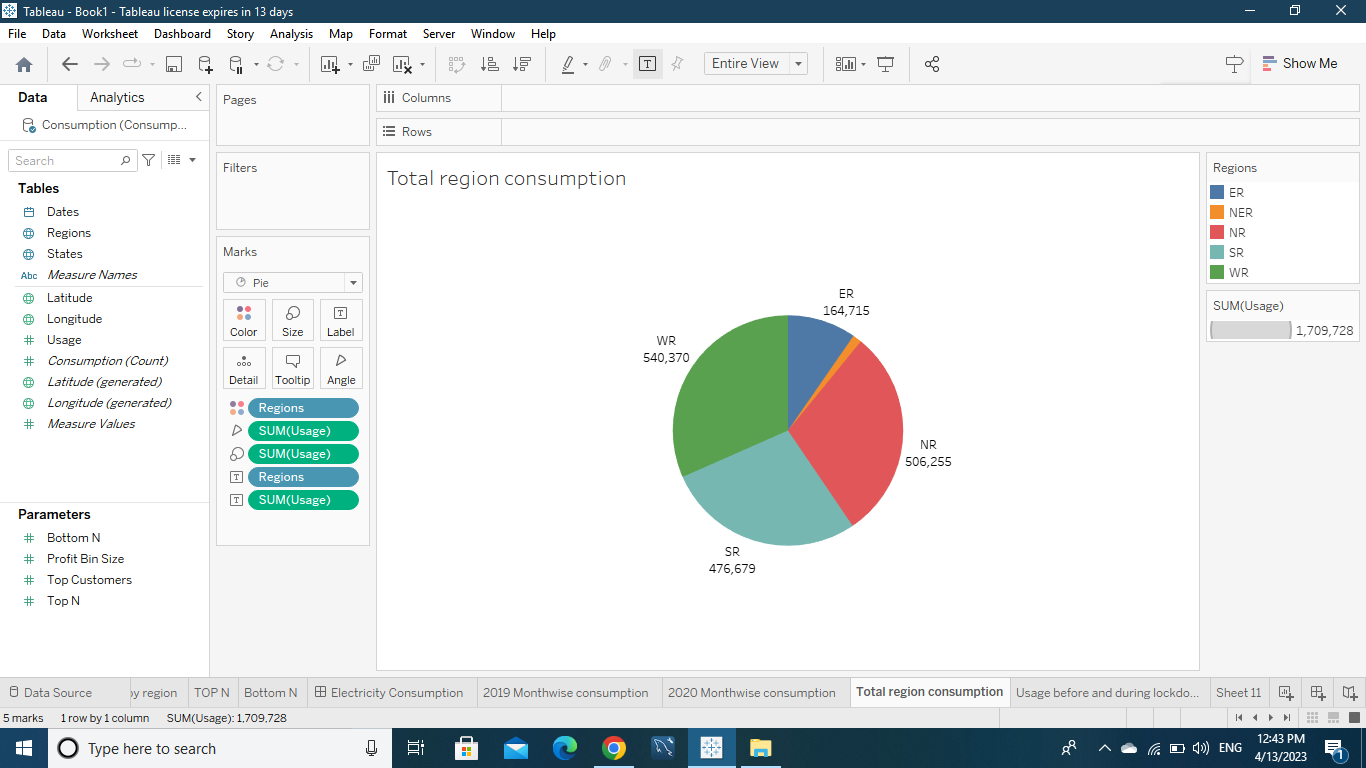 Tableau - Book1 - Tableau license expires in 13 days
File Data Worksheet Dashboard Story Analysis Map Format Server Window Help
Entire View
Show Me
Data Analytics
Consumption (Consump...
Search
Tables
Dates
Regions
States
Abc Measure Names
Latitude
Longitude
Usage
Consumption (Count)
Latitude (generated)
Longitude (generated)
Measure Values
Parameters
Bottom N
Profit Bin Size
Top Customers
Top N
Pages
Filters
Marks
Pie
Color Size Label
Detail Tooltip Angle
Regions
SUM(Usage)
SUM(Usage)
Regions
SUM(Usage)
Columns
Rows
Total region consumption
ER
164,715
WR
540,370
NR
506,255
SR
476,679
Regions
ER
NER
NR
SR
WR
SUM(Usage)
1,709,728
Data Source by region TOP N Bottom N Electricity Consumption 2019 Monthwise consumption 2020 Monthwise consumption Total region consumption Usage before and during lockdo... Sheet 11
5 marks 1 row by 1 column SUM(Usage): 1,709,728
Type here to search
ENG
12:43 PM
4/13/2023
1